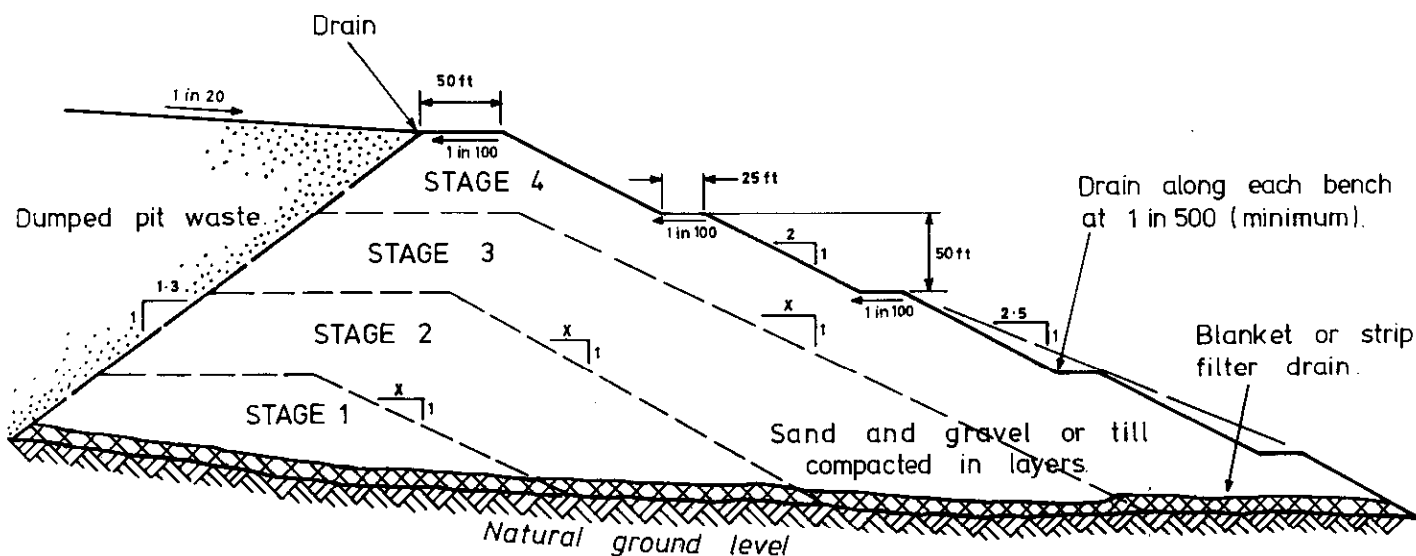 Drain
50 ft
1 in 20
1 in 100
STAGE 4
25 ft
Drain along each bench
at 1 in 500 (minimum).
Dumped pit waste.
1 in 100
2
1
50 ft
STAGE 3
1·3
1
1 in 100
2·5
1
X
1
X
1
Blanket or strip
filter drain.
STAGE 2
X
1
STAGE 1
Sand and gravel or till
compacted in layers.
Natural ground level